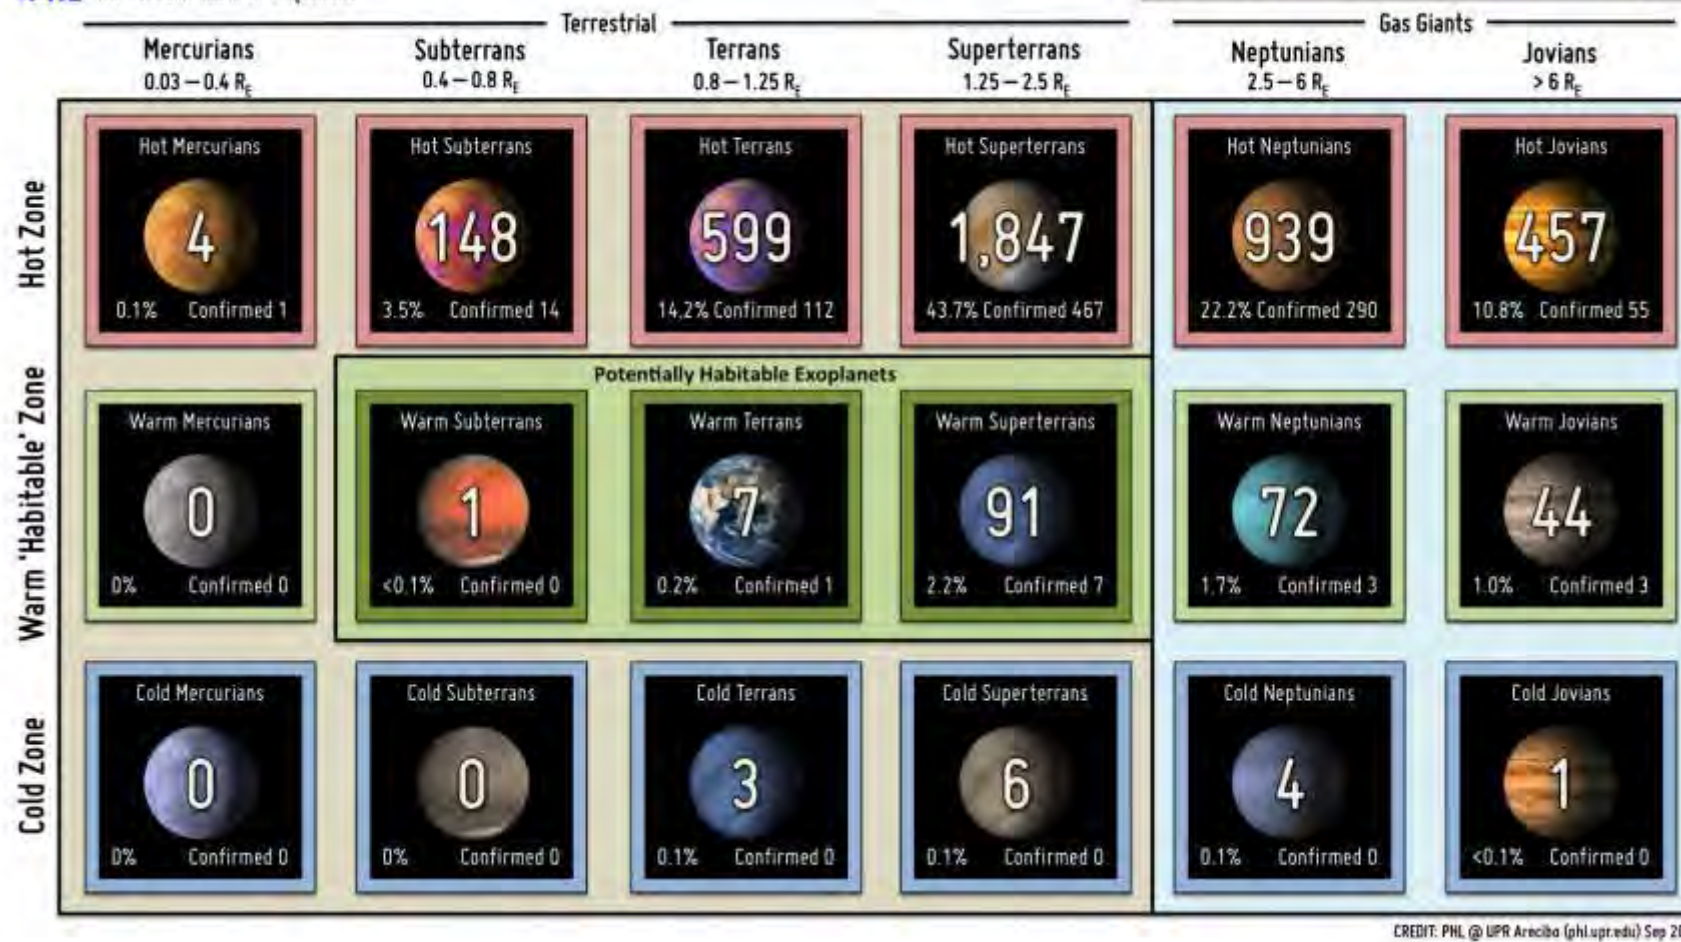 Terrestrial
Gas Giants
Mercurians
Subterrans
Terrans
Superterrans
Neptunians
Jovians
0.03 – 0.4 RE
0.4 – 0.8 RE
0.8 – 1.25 RE
1.25 – 2.5 RE
2.5 – 6 RE
> 6 RE
Hot Zone
Hot Mercurians
4
0.1% Confirmed 1
Hot Subterrans
148
3.5% Confirmed 14
Hot Terrans
599
14.2% Confirmed 112
Hot Superterrans
1,847
43.7% Confirmed 467
Hot Neptunians
939
22.2% Confirmed 290
Hot Jovians
457
10.8% Confirmed 55
Warm 'Habitable' Zone
Potentially Habitable Exoplanets
Warm Mercurians
0
0% Confirmed 0
Warm Subterrans
1
<0.1% Confirmed 0
Warm Terrans
7
0.2% Confirmed 1
Warm Superterrans
91
2.2% Confirmed 7
Warm Neptunians
72
1.7% Confirmed 3
Warm Jovians
44
1.0% Confirmed 3
Cold Zone
Cold Mercurians
0
0% Confirmed 0
Cold Subterrans
0
0% Confirmed 0
Cold Terrans
3
0.1% Confirmed 0
Cold Superterrans
6
0.1% Confirmed 0
Cold Neptunians
4
0.1% Confirmed 0
Cold Jovians
1
<0.1% Confirmed 0
CREDIT: PHL @ UPR Arecibo (phl.upr.edu) Sep